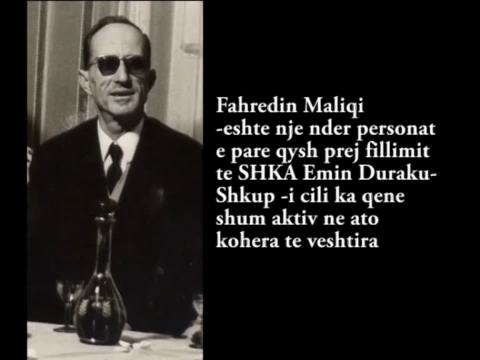 Fahredin Maliqi
-eshte nje nder personat
e pare qysh prej fillimit
te SHKA Emin Duraku-
Shkup -i cili ka qene
shum aktiv ne ato
kohera te veshtira